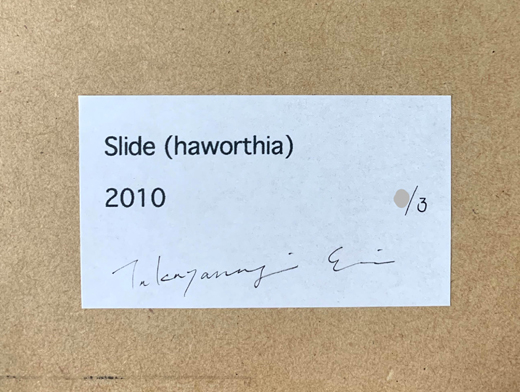 Slide (haworthia)
2010
/3
Takayanagi Eri